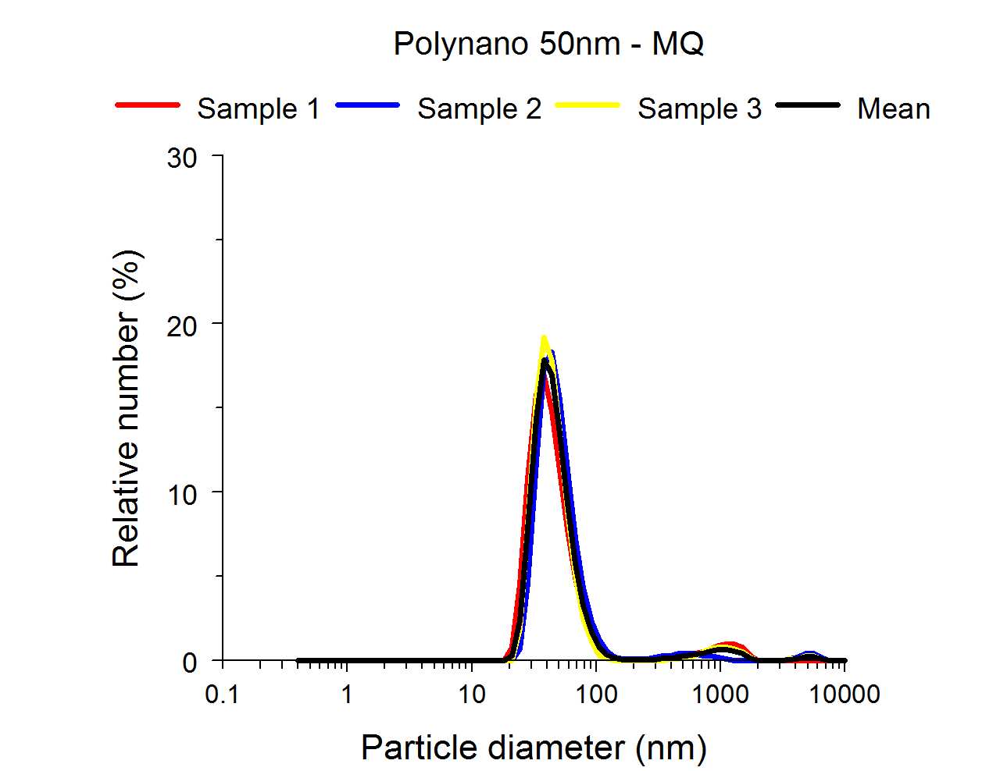 Polynano 50nm - MQ
Sample 1 Sample 2 Sample 3 Mean
30
20
10
0
Relative number (%)
0.1 1 10 100 1000 10000
Particle diameter (nm)